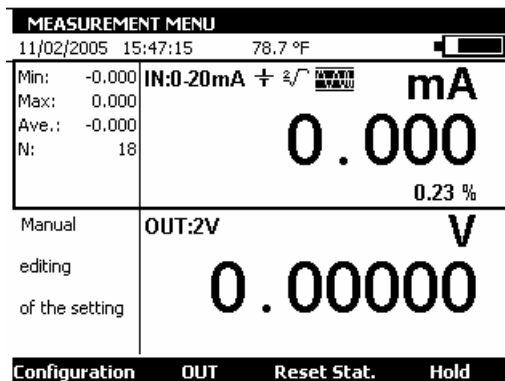 MEASUREMENT MENU
11/02/2005 15:47:15 78.7 °F
Min: -0.000
Max: 0.000
Ave.: -0.000
N: 18
IN:0-20mA mA
0.000
0.23 %
Manual
editing
of the setting
OUT:2V V
0.00000
Configuration OUT Reset Stat. Hold